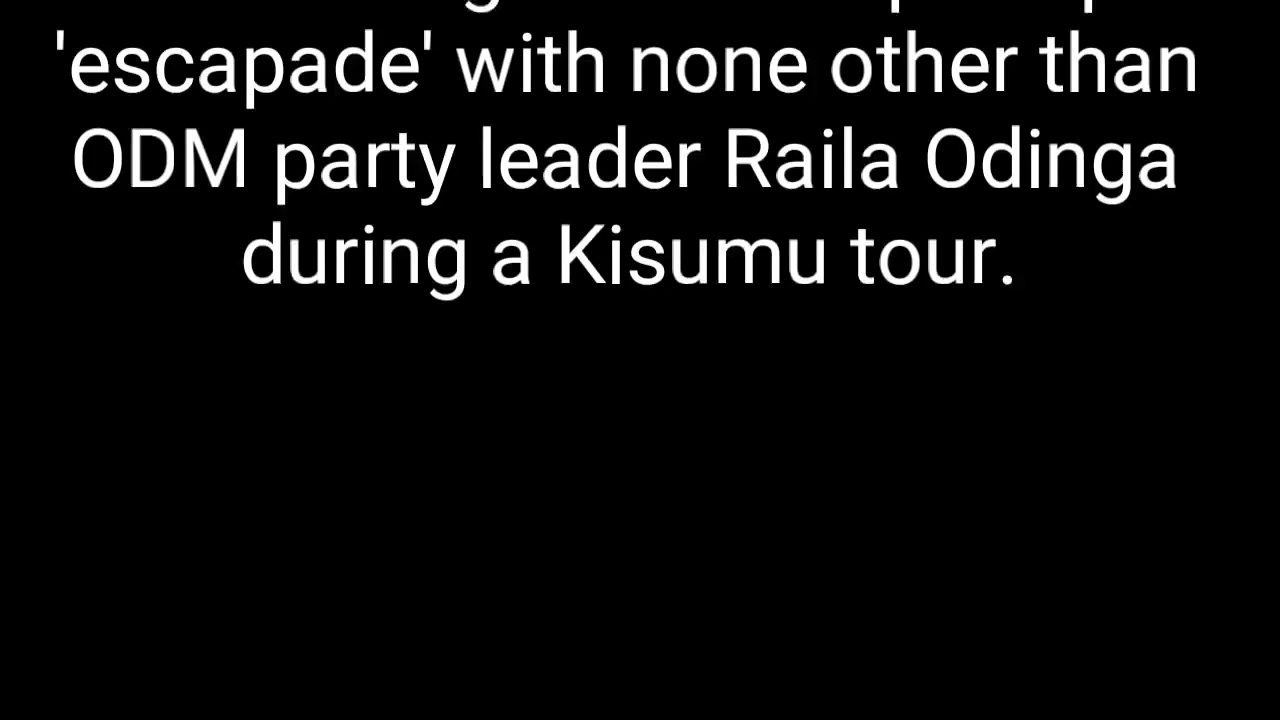 'escapade' with none other than
ODM party leader Raila Odinga
during a Kisumu tour.